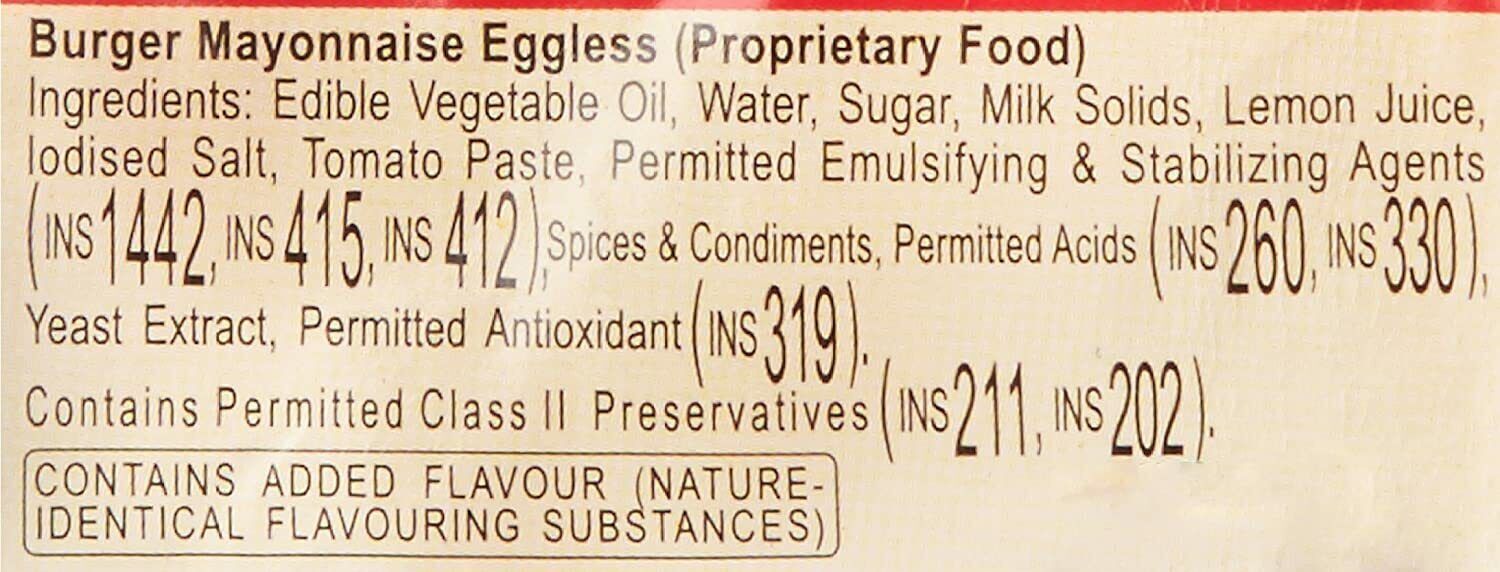 Burger Mayonnaise Eggless (Proprietary Food)
Ingredients: Edible Vegetable Oil, Water, Sugar, Milk Solids, Lemon Juice,
Iodised Salt, Tomato Paste, Permitted Emulsifying & Stabilizing Agents
(INS 1442, INS 415, INS 412), Spices & Condiments, Permitted Acids (INS 260, INS 330),
Yeast Extract, Permitted Antioxidant (INS 319).
Contains Permitted Class II Preservatives (INS 211, INS 202).
CONTAINS ADDED FLAVOUR (NATURE-
IDENTICAL FLAVOURING SUBSTANCES)